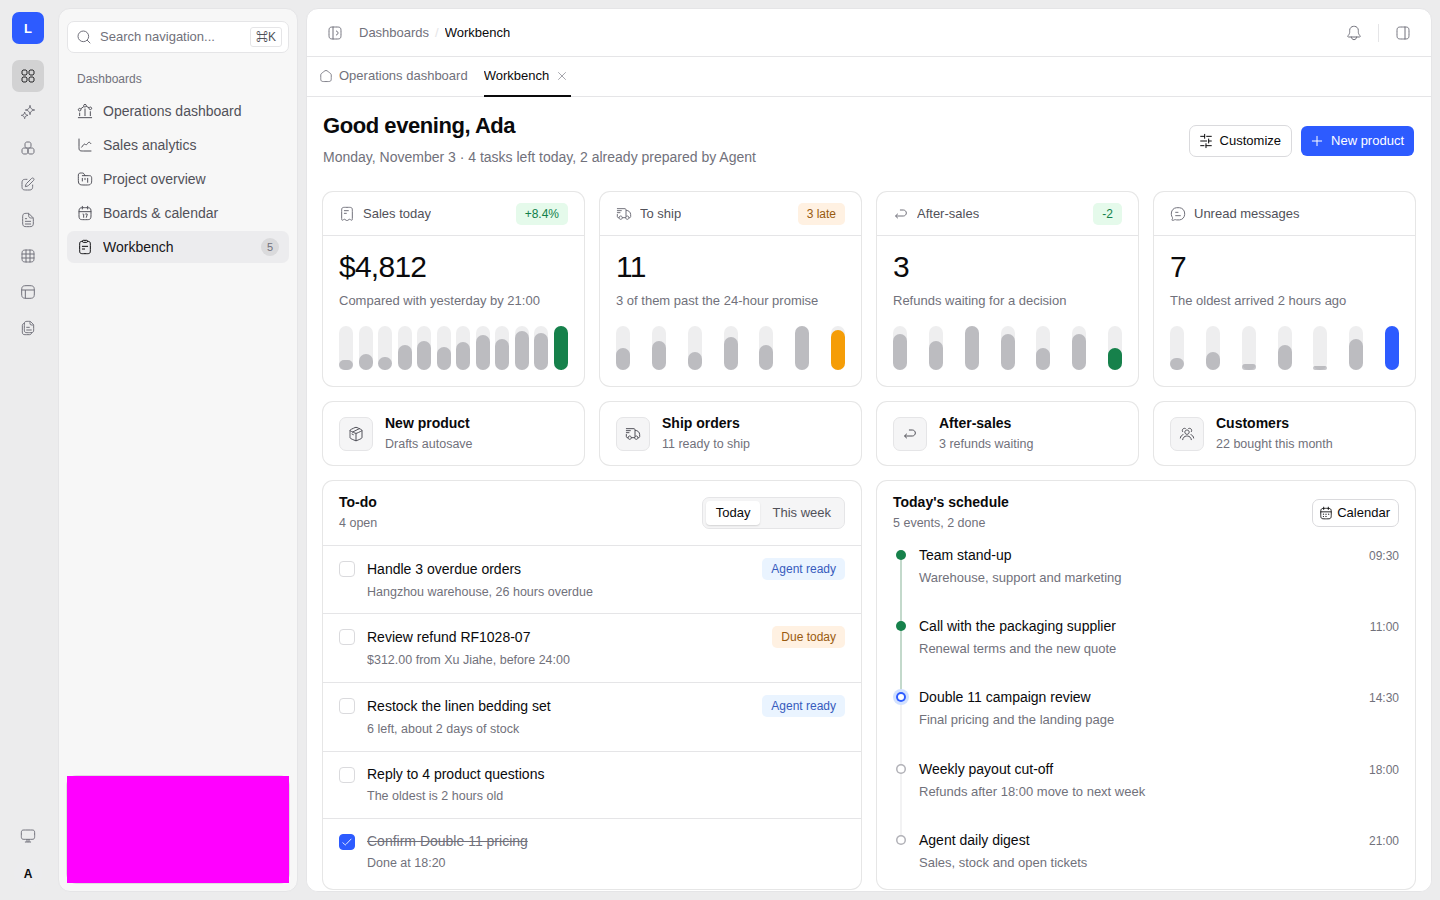 L
Search navigation...
⌘K
Dashboards
Operations dashboard
Sales analytics
Project overview
Boards & calendar
Workbench
5
A
Dashboards / Workbench
Operations dashboard
Workbench
Good evening, Ada
Monday, November 3 · 4 tasks left today, 2 already prepared by Agent
Customize
New product
Sales today
+8.4%
$4,812
Compared with yesterday by 21:00
To ship
3 late
11
3 of them past the 24-hour promise
After-sales
-2
3
Refunds waiting for a decision
Unread messages
7
The oldest arrived 2 hours ago
New product
Drafts autosave
Ship orders
11 ready to ship
After-sales
3 refunds waiting
Customers
22 bought this month
To-do
4 open
Today
This week
Handle 3 overdue orders
Agent ready
Hangzhou warehouse, 26 hours overdue
Review refund RF1028-07
Due today
$312.00 from Xu Jiahe, before 24:00
Restock the linen bedding set
Agent ready
6 left, about 2 days of stock
Reply to 4 product questions
The oldest is 2 hours old
Confirm Double 11 pricing
Done at 18:20
Today's schedule
5 events, 2 done
Calendar
Team stand-up
09:30
Warehouse, support and marketing
Call with the packaging supplier
11:00
Renewal terms and the new quote
Double 11 campaign review
14:30
Final pricing and the landing page
Weekly payout cut-off
18:00
Refunds after 18:00 move to next week
Agent daily digest
21:00
Sales, stock and open tickets